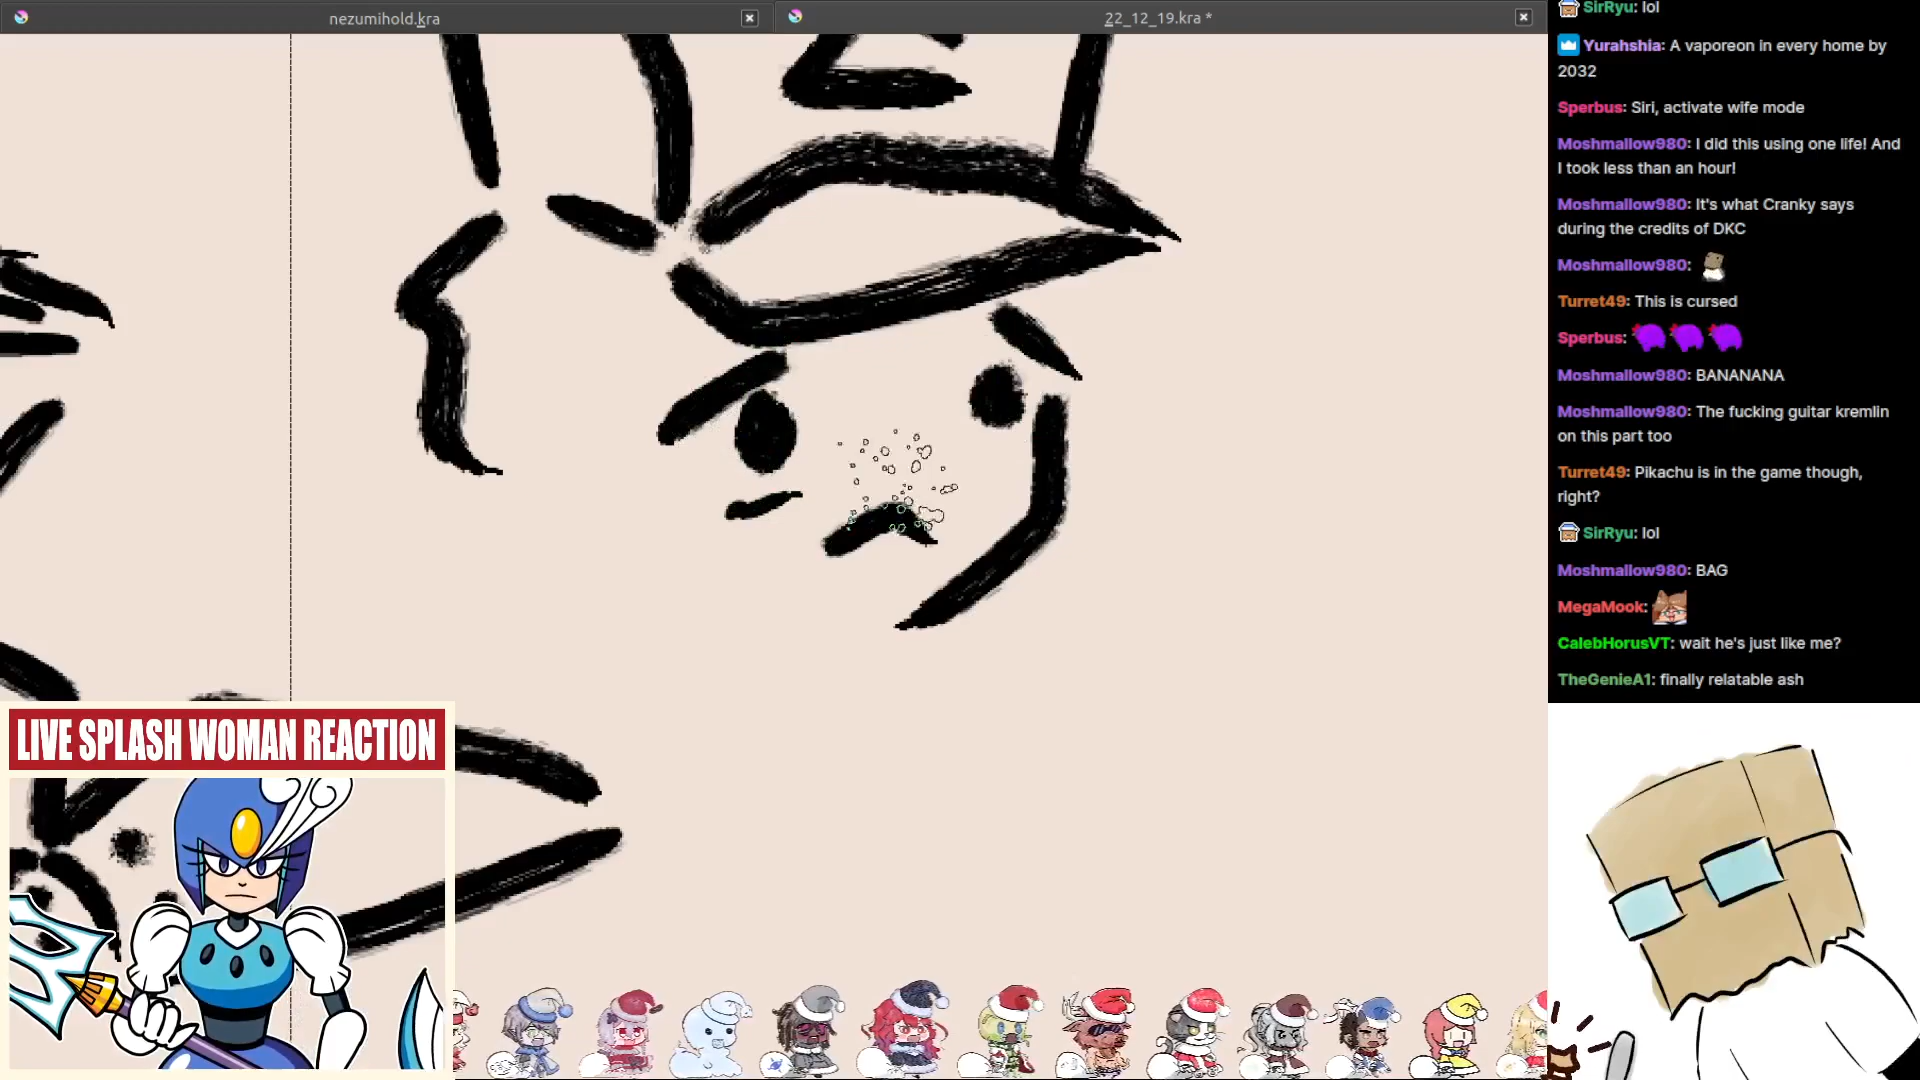 nezumihold.kra
22_12_19.kra *
SirRyu: lol
Yurahshia: A vaporeon in every home by
2032
Sperbus: Siri, activate wife mode
Moshmallow980: I did this using one life! And
I took less than an hour!
Moshmallow980: It's what Cranky says
during the credits of DKC
Moshmallow980:
Turret49: This is cursed
Sperbus:
Moshmallow980: BANANANA
Moshmallow980: The fucking guitar kremlin
on this part too
Turret49: Pikachu is in the game though,
right?
SirRyu: lol
Moshmallow980: BAG
MegaMook:
CalebHorusVT: wait he's just like me?
TheGenieA1: finally relatable ash
LIVE SPLASH WOMAN REACTION